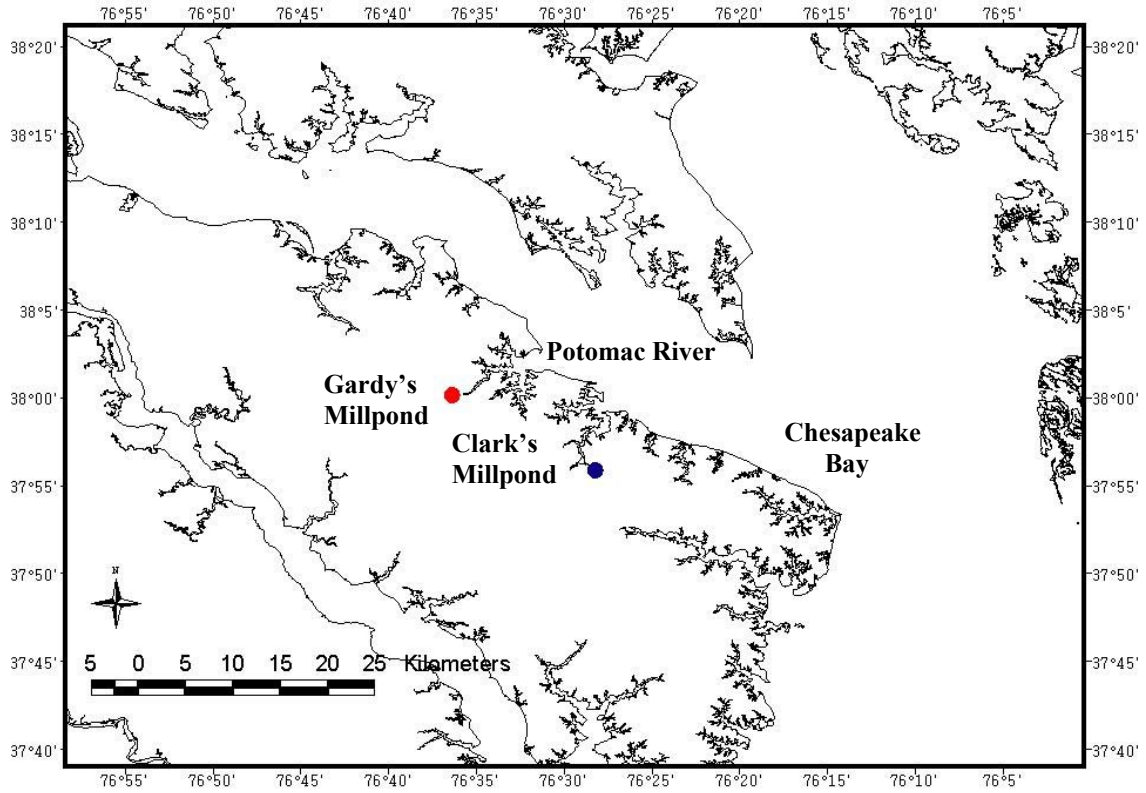 76°55' 76°50' 76°45' 76°40' 76°35' 76°28' 76°25' 76°20' 76°15' 76°10' 76°5'
38°20' 38°20'
38°15' 38°15'
38°10' 38°10'
38°5' 38°5'
Potomac River
Gardy's
Millpond
38°00' 38°00'
Clark's
Millpond
Chesapeake
Bay
37°55' 37°55'
37°50' 37°50'
N
37°45' 37°45'
5 0 5 10 15 20 25 Kilometers
37°40' 37°40'
76°55' 76°50' 76°45' 76°40' 76°35' 76°28' 76°25' 76°20' 76°15' 76°10' 76°5'